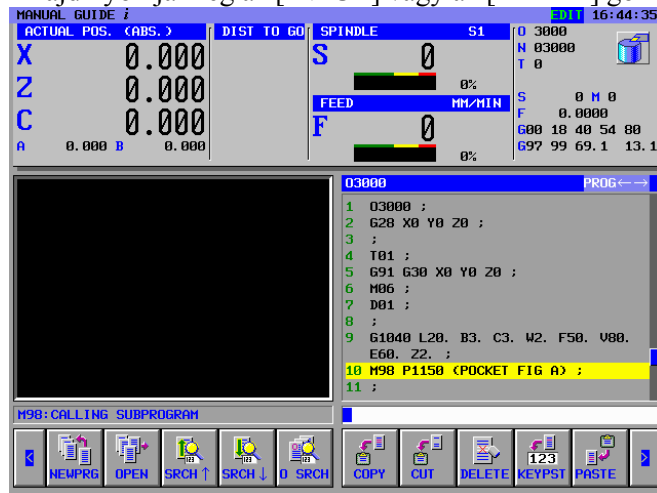 MANUAL GUIDE i EDIT 16:44:35
ACTUAL POS. (ABS.) DIST TO GO
X 0.000
Z 0.000
C 0.000
A 0.000 B 0.000
SPINDLE S1
S 0
0%
FEED MM/MIN
F 0
0%
O 3000
N 03000
T 0
S 0 M 0
F 0.0000
G00 18 40 54 80
G97 99 69.1 13.1
O3000 PROG←→
1 O3000 ;
2 G28 X0 Y0 Z0 ;
3 ;
4 T01 ;
5 G91 G30 X0 Y0 Z0 ;
6 M06 ;
7 D01 ;
8 ;
9 G1040 L20. B3. C3. W2. F50. V80.
E60. Z2. ;
10 M98 P1150 (POCKET FIG A) ;
11 ;
M98:CALLING SUBPROGRAM
< NEWPRG OPEN SRCH↑ SRCH↓ O SRCH COPY CUT DELETE 123 KEYPST PASTE >